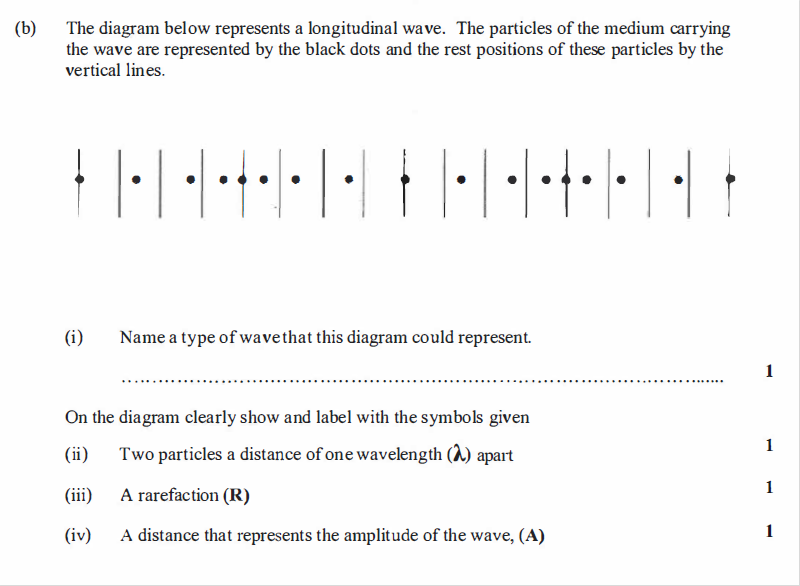 (b) The diagram below represents a longitudinal wave. The particles of the medium carrying
the wave are represented by the black dots and the rest positions of these particles by the
vertical lines.
(i) Name a type of wave that this diagram could represent.
........................................................................................................ 1
On the diagram clearly show and label with the symbols given
(ii) Two particles a distance of one wavelength (λ) apart 1
(iii) A rarefaction (R) 1
(iv) A distance that represents the amplitude of the wave, (A) 1